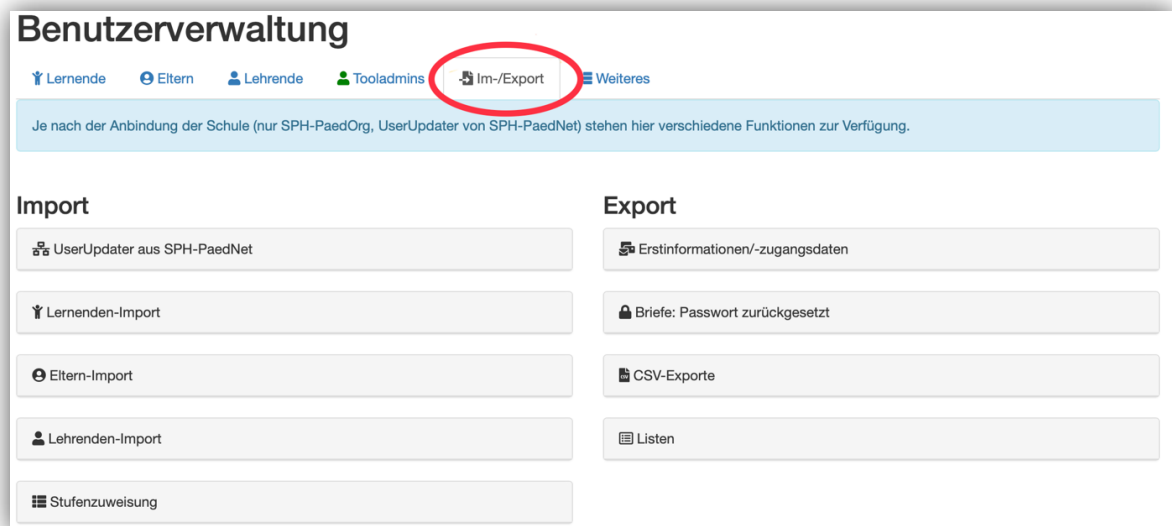 Benutzerverwaltung
Lernende Eltern Lehrende Tooladmins Im-/Export Weiteres
Je nach der Anbindung der Schule (nur SPH-PaedOrg, UserUpdater von SPH-PaedNet) stehen hier verschiedene Funktionen zur Verfügung.
Import
UserUpdater aus SPH-PaedNet
Lernenden-Import
Eltern-Import
Lehrenden-Import
Stufenzuweisung
Export
Erstinformationen/-zugangsdaten
Briefe: Passwort zurückgesetzt
CSV-Exporte
Listen